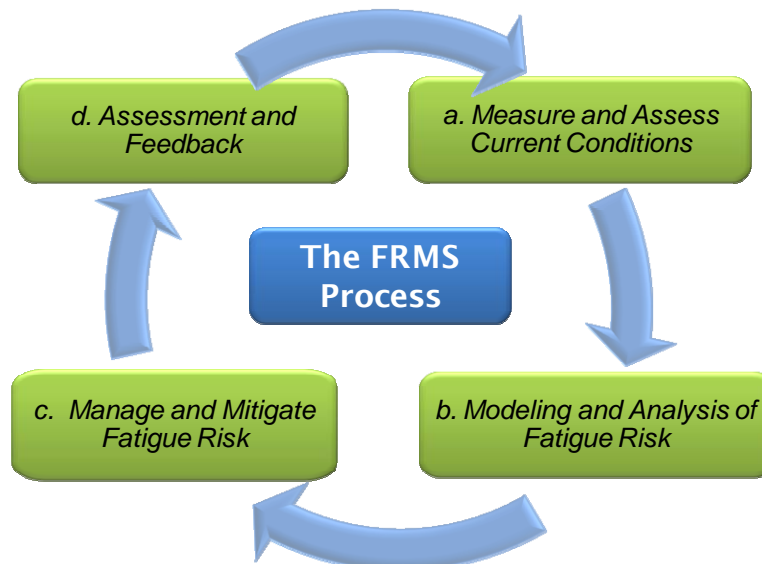 d. Assessment and
Feedback
a. Measure and Assess
Current Conditions
The FRMS
Process
c. Manage and Mitigate
Fatigue Risk
b. Modeling and Analysis of
Fatigue Risk